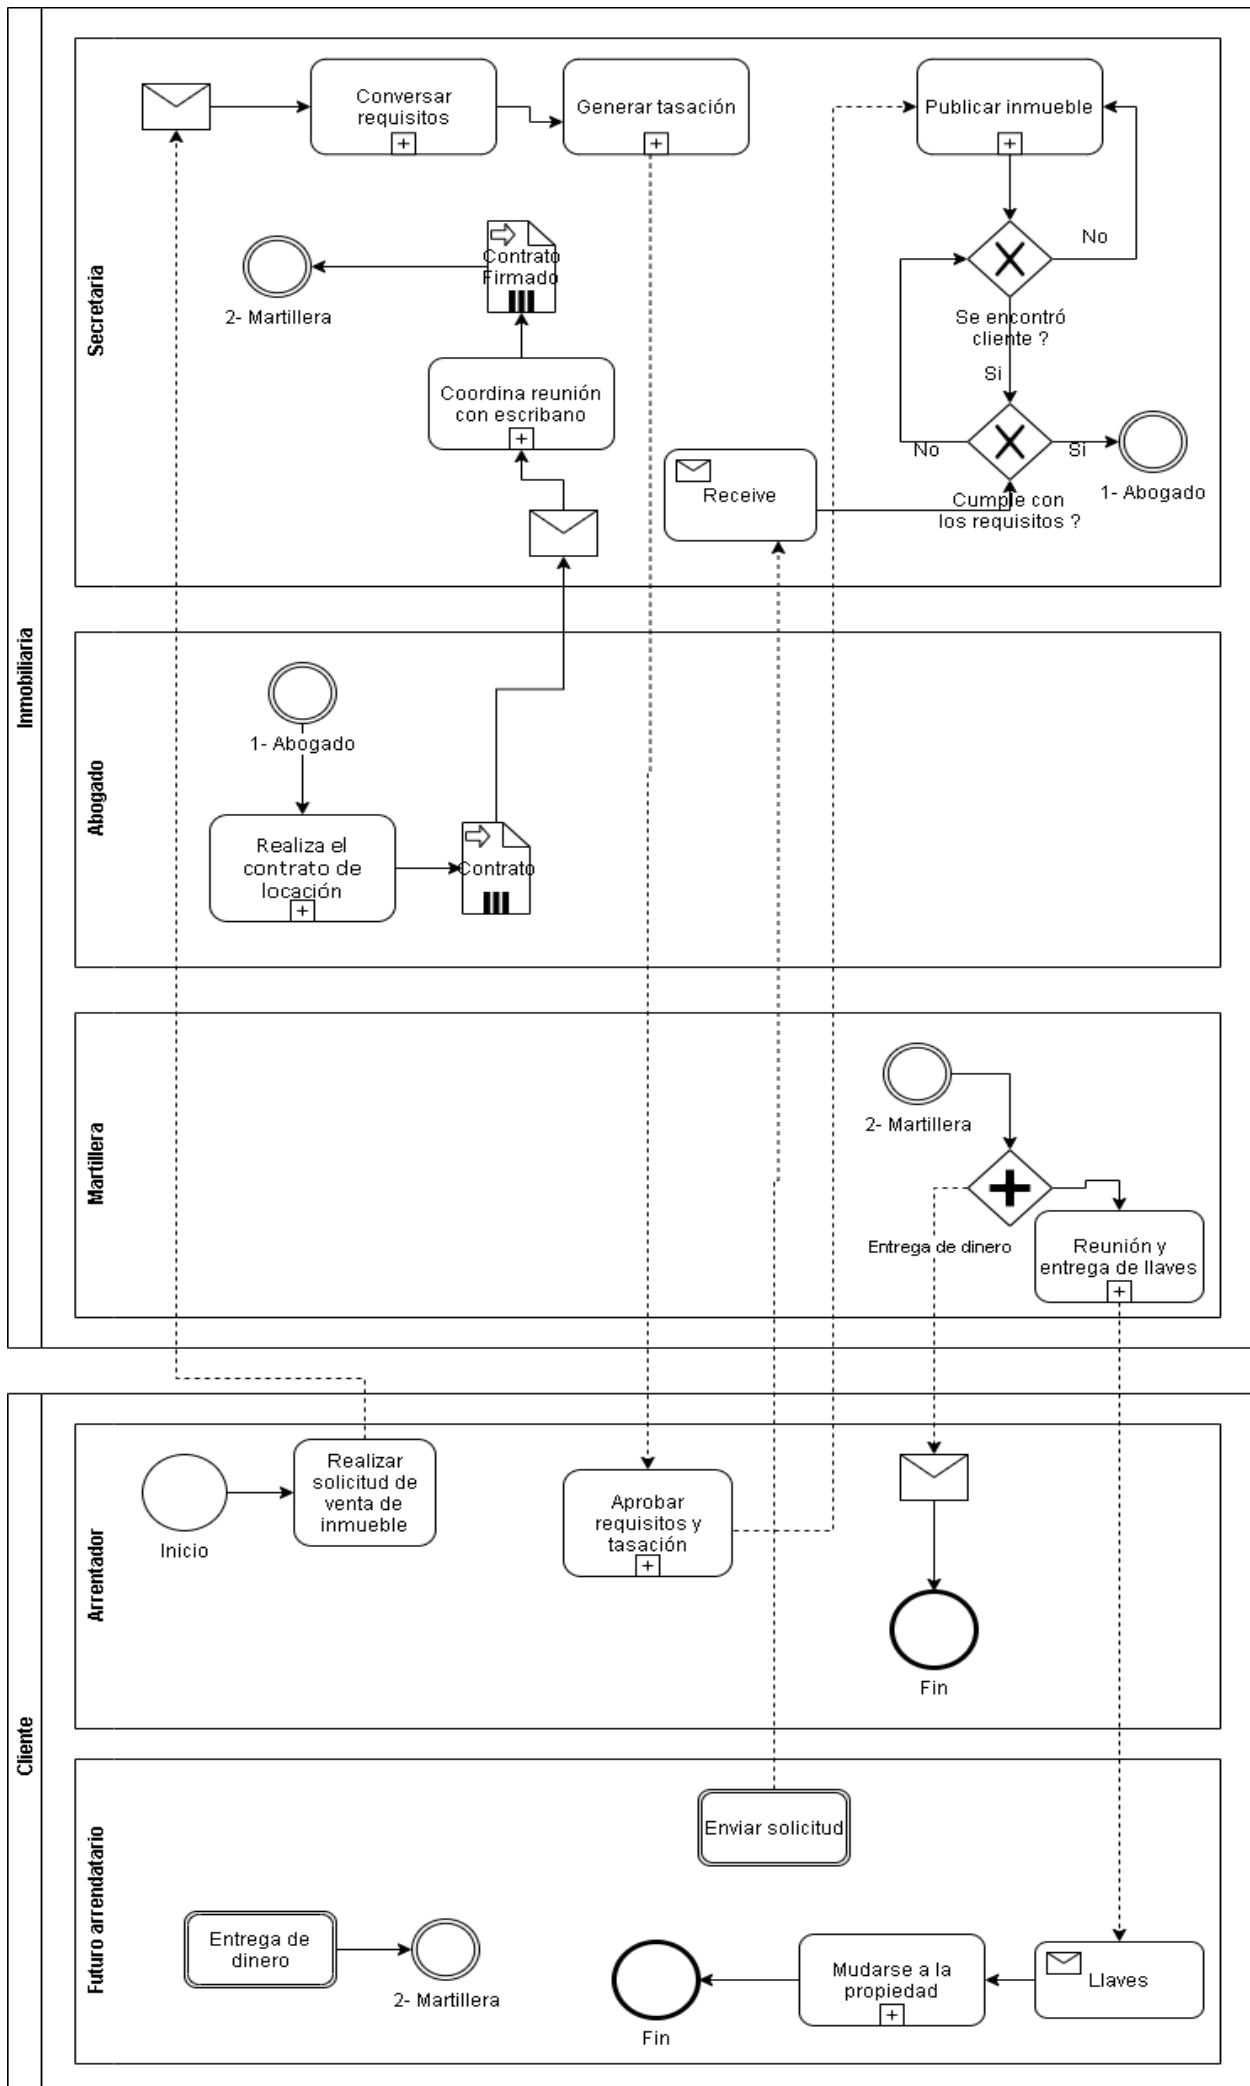 Inmobiliaria
Secretaria
Conversar
requisitos
Generar tasación
Publicar inmueble
No
Contrato
Firmado
2- Martillera
Se encontró
cliente ?
Si
Coordina reunión
con escribano
No
Si
1- Abogado
Receive
Cumple con
los requisitos ?
Abogado
1- Abogado
Realiza el
contrato de
locación
Contrato
Martillera
2- Martillera
Entrega de dinero
Reunión y
entrega de llaves
Cliente
Arrentador
Inicio
Realizar
solicitud de
venta de
inmueble
Aprobar
requisitos y
tasación
Fin
Futuro arrendatario
Enviar solicitud
Entrega de
dinero
2- Martillera
Fin
Mudarse a la
propiedad
Llaves